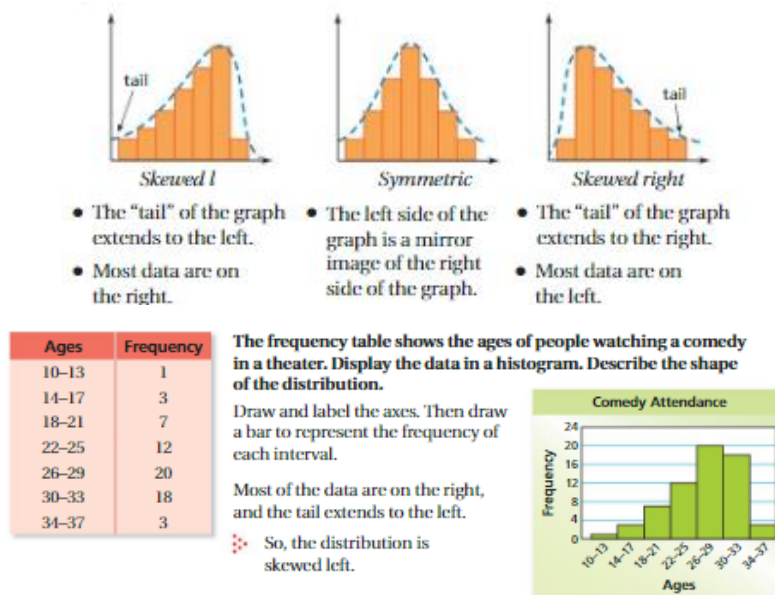 tail
tail
Skewed l
Symmetric
Skewed right
• The “tail” of the graph
extends to the left.
• Most data are on
the right.
• The left side of the
graph is a mirror
image of the right
side of the graph.
• The “tail” of the graph
extends to the right.
• Most data are on
the left.
Ages Frequency
10–13 1
14–17 3
18–21 7
22–25 12
26–29 20
30–33 18
34–37 3
The frequency table shows the ages of people watching a comedy
in a theater. Display the data in a histogram. Describe the shape
of the distribution.
Draw and label the axes. Then draw
a bar to represent the frequency of
each interval.
Most of the data are on the right,
and the tail extends to the left.
So, the distribution is
skewed left.
Comedy Attendance
Frequency
24
20
16
12
8
4
0
10–13 14–17 18–21 22–25 26–29 30–33 34–37
Ages